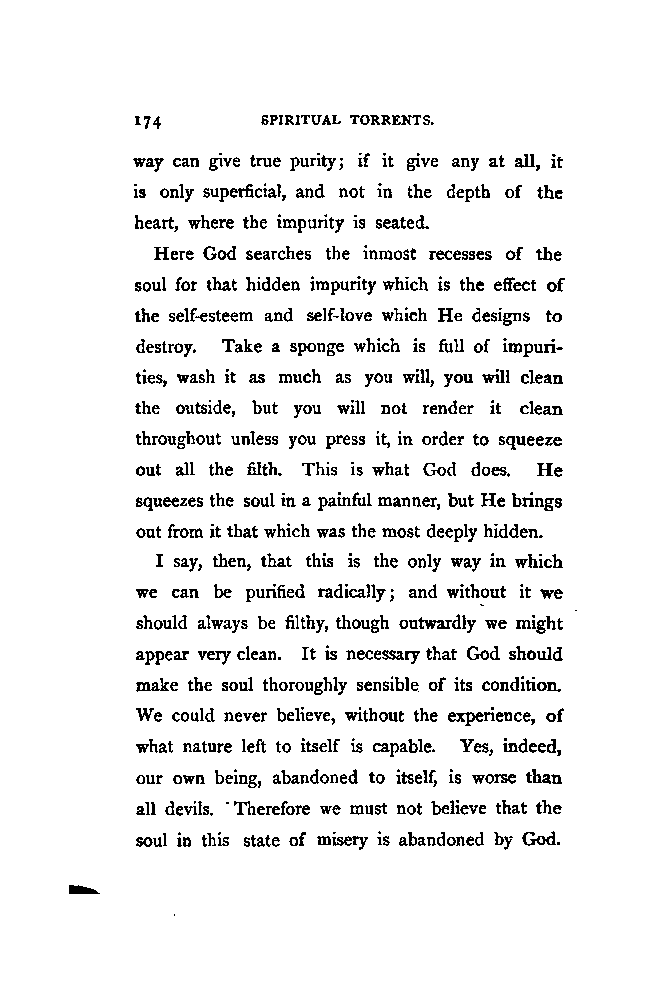 174 SPIRITUAL TORRENTS.
way can give true purity; if it give any at all, it
is only superficial, and not in the depth of the
heart, where the impurity is seated.
Here God searches the inmost recesses of the
soul for that hidden impurity which is the effect of
the self-esteem and self-love which He designs to
destroy. Take a sponge which is full of impuri-
ties, wash it as much as you will, you will clean
the outside, but you will not render it clean
throughout unless you press it, in order to squeeze
out all the filth. This is what God does. He
squeezes the soul in a painful manner, but He brings
out from it that which was the most deeply hidden.
I say, then, that this is the only way in which
we can be purified radically; and without it we
should always be filthy, though outwardly we might
appear very clean. It is necessary that God should
make the soul thoroughly sensible of its condition.
We could never believe, without the experience, of
what nature left to itself is capable. Yes, indeed,
our own being, abandoned to itself, is worse than
all devils. Therefore we must not believe that the
soul in this state of misery is abandoned by God.